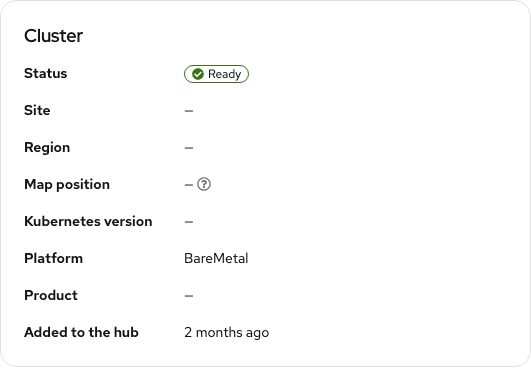 Cluster
Status Ready
Site –
Region –
Map position – ?
Kubernetes version –
Platform BareMetal
Product –
Added to the hub 2 months ago